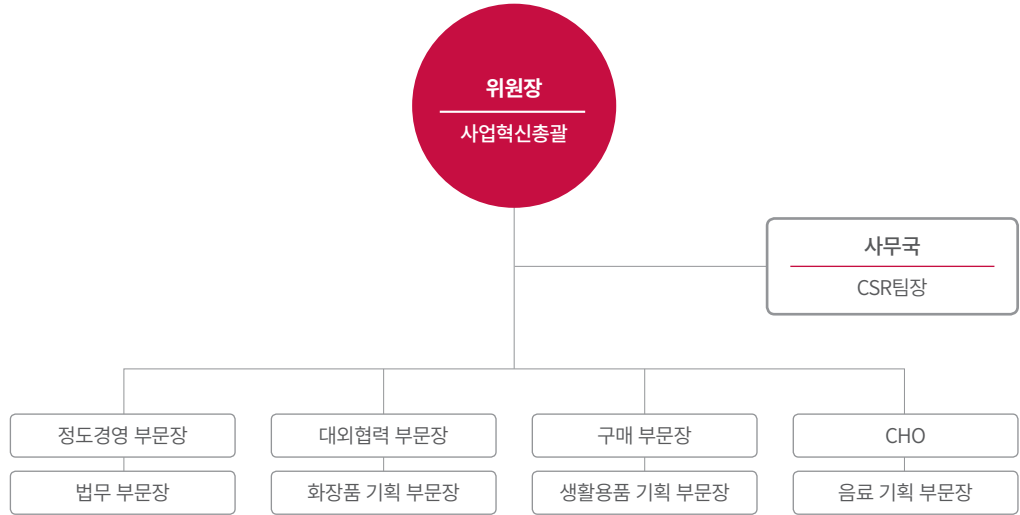 위원장
사업혁신총괄
사무국
CSR팀장
정도경영 부문장
대외협력 부문장
구매 부문장
CHO
법무 부문장
화장품 기획 부문장
생활용품 기획 부문장
음료 기획 부문장